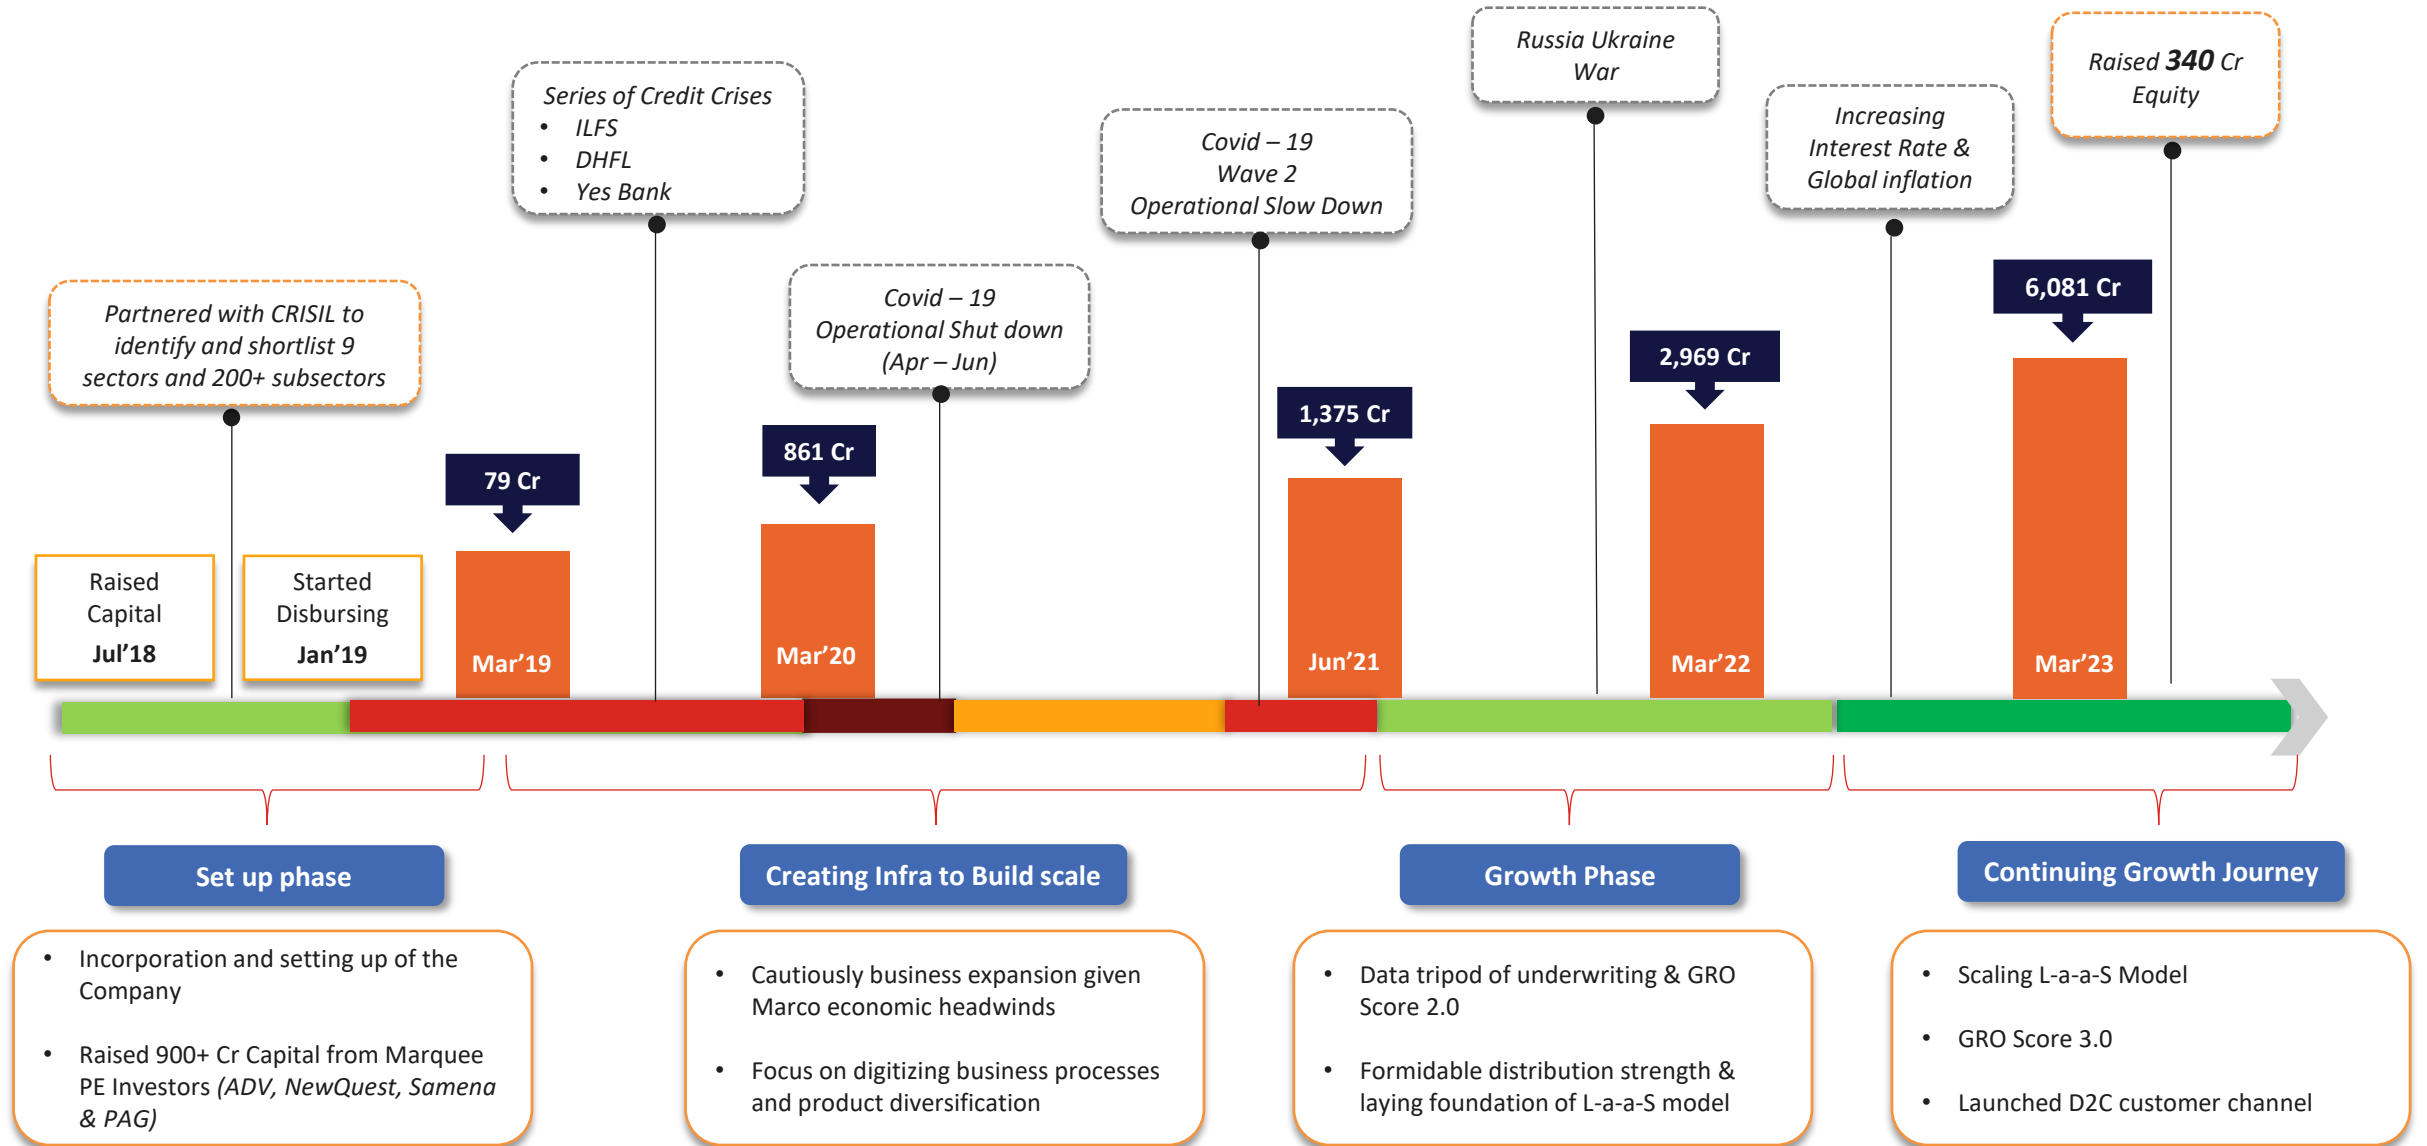 Partnered with CRISIL to
identify and shortlist 9
sectors and 200+ subsectors
Series of Credit Crises
• ILFS
• DHFL
• Yes Bank
Covid – 19
Operational Shut down
(Apr – Jun)
Covid – 19
Wave 2
Operational Slow Down
Russia Ukraine
War
Increasing
Interest Rate &
Global inflation
Raised 340 Cr
Equity
79 Cr
861 Cr
1,375 Cr
2,969 Cr
6,081 Cr
Raised
Capital
Jul’18
Started
Disbursing
Jan’19
Mar’19
Mar’20
Jun’21
Mar’22
Mar’23
Set up phase
• Incorporation and setting up of the
Company
• Raised 900+ Cr Capital from Marquee
PE Investors (ADV, NewQuest, Samena
& PAG)
Creating Infra to Build scale
• Cautiously business expansion given
Marco economic headwinds
• Focus on digitizing business processes
and product diversification
Growth Phase
• Data tripod of underwriting & GRO
Score 2.0
• Formidable distribution strength &
laying foundation of L-a-a-S model
Continuing Growth Journey
• Scaling L-a-a-S Model
• GRO Score 3.0
• Launched D2C customer channel